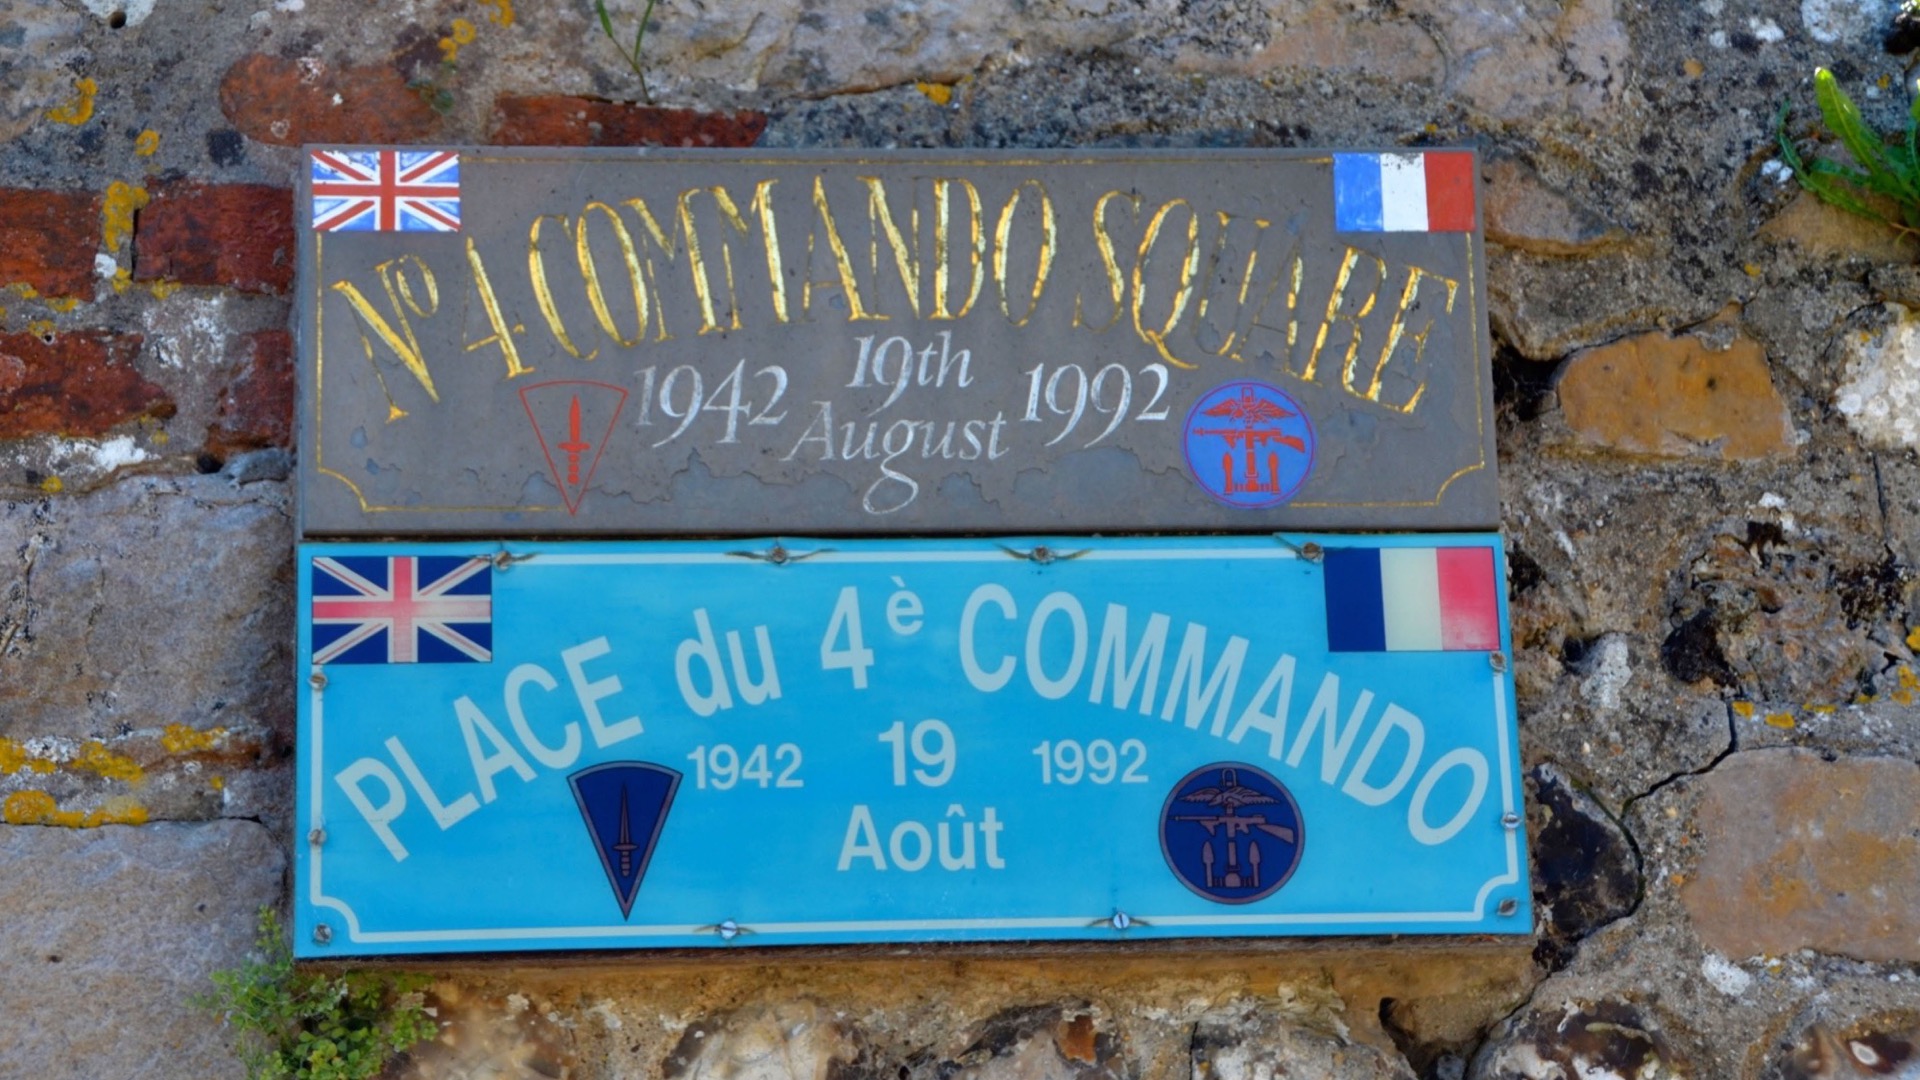 Nº 4 COMMANDO SQUARE
1942 19th August 1992
PLACE du 4è COMMANDO
1942 19 1992
Août